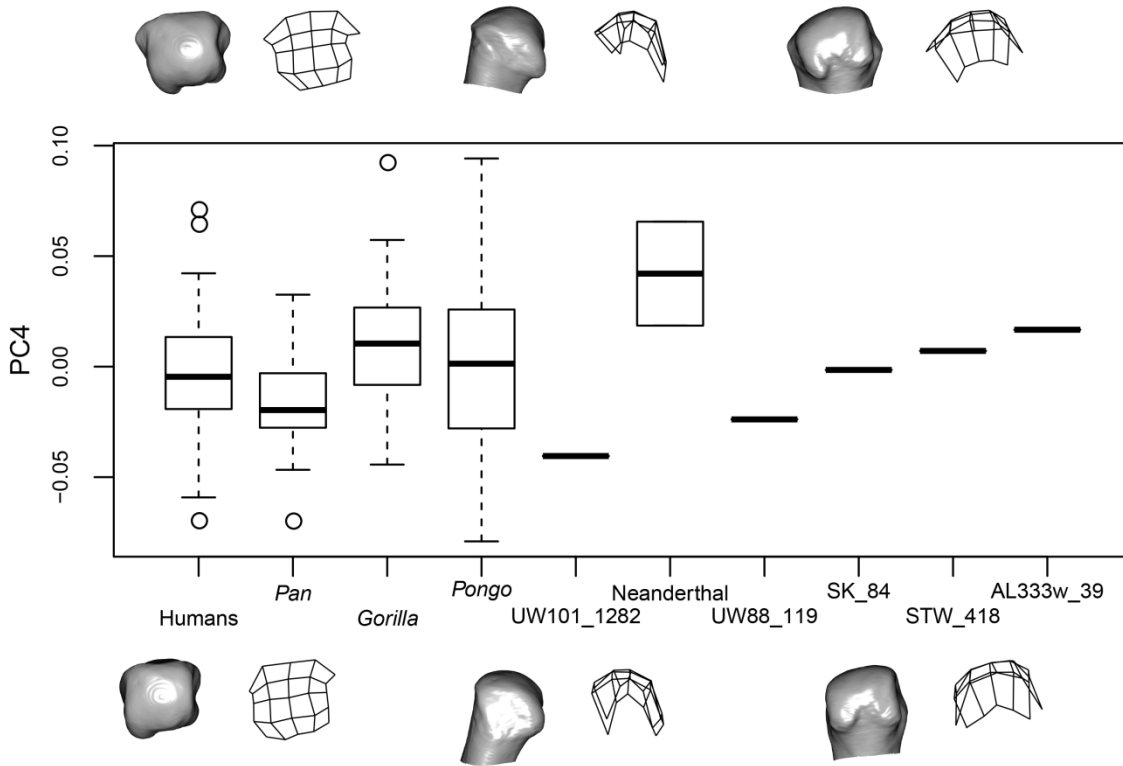 0.10
0.05
0.00
−0.05
PC4
Humans
Pan
Gorilla
Pongo
UW101_1282
Neanderthal
UW88_119
SK_84
STW_418
AL333w_39